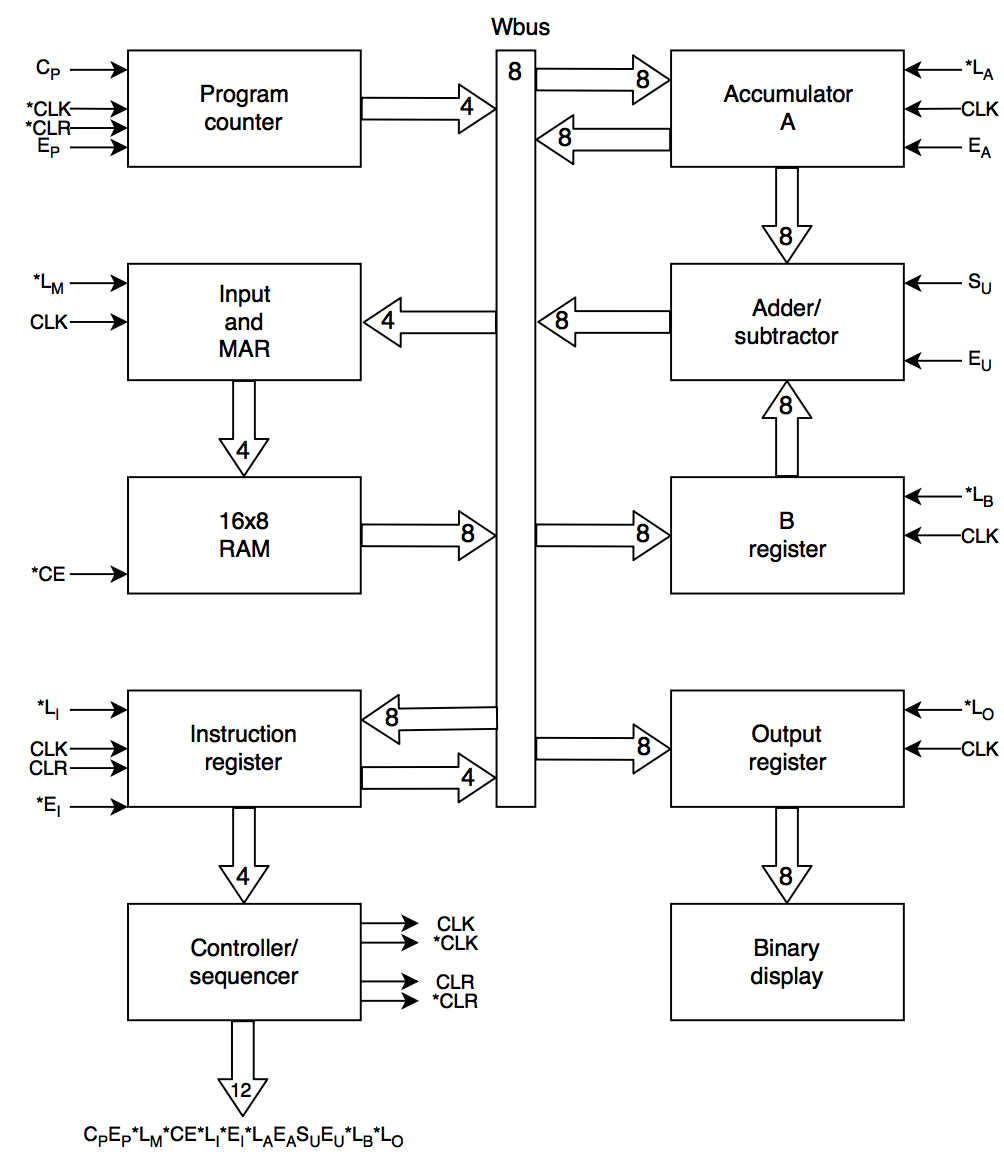 Wbus
C_P
*CLK
*CLR
E_P
Program
counter
4
8
8
8
Accumulator
A
*L_A
CLK
E_A
8
*L_M
CLK
Input
and
MAR
4
8
Adder/
subtractor
S_U
E_U
4
8
*CE
16x8
RAM
8
8
B
register
*L_B
CLK
*L_I
CLK
CLR
*E_I
Instruction
register
8
4
8
Output
register
*L_O
CLK
4
8
Controller/
sequencer
CLK
*CLK
CLR
*CLR
Binary
display
12
C_PE_P*L_M*CE*L_I*E_I*L_AE_AS_UE_U*L_B*L_O